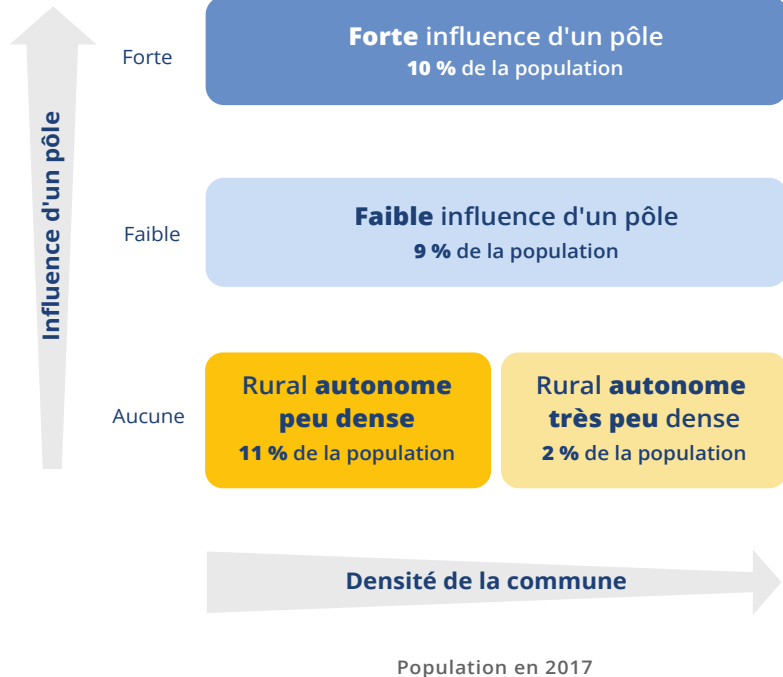 Forte
Forte influence d'un pôle
10 % de la population
Influence d'un pôle
Faible
Faible influence d'un pôle
9 % de la population
Aucune
Rural autonome
peu dense
11 % de la population
Rural autonome
très peu dense
2 % de la population
Densité de la commune
Population en 2017